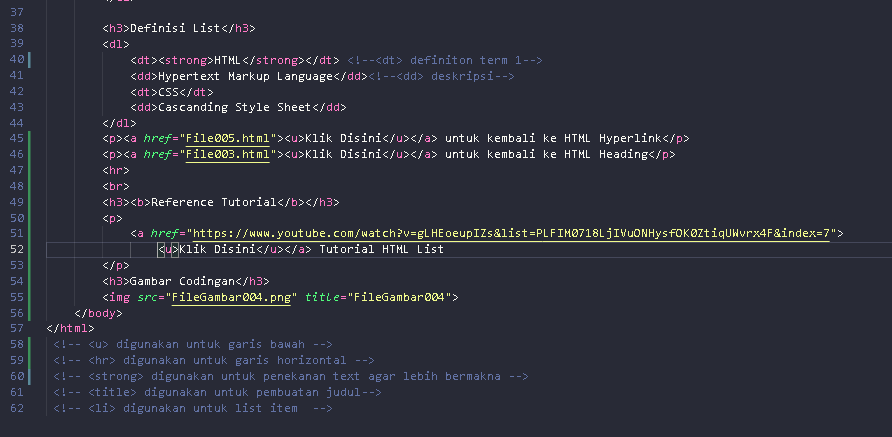 37
38 <h3>Definisi List</h3>
39 <dl>
40 <dt><strong>HTML</strong></dt> <!--<dt> definiton term 1-->
41 <dd>Hypertext Markup Language</dd><!--<dd> deskripsi-->
42 <dt>CSS</dt>
43 <dd>Cascanding Style Sheet</dd>
44 </dl>
45 <p><a href="File005.html"><u>Klik Disini</u></a> untuk kembali ke HTML Hyperlink</p>
46 <p><a href="File003.html"><u>Klik Disini</u></a> untuk kembali ke HTML Heading</p>
47 <hr>
48 <br>
49 <h3><b>Reference Tutorial</b></h3>
50 <p>
51 <a href="https://www.youtube.com/watch?v=gLHEoeupIZs&list=PLFIM0718LjIVuONHysfOK0ZtiqUWvrx4F&index=7">
52 <u>Klik Disini</u></a> Tutorial HTML List
53 </p>
54 <h3>Gambar Codingan</h3>
55 <img src="FileGambar004.png" title="FileGambar004">
56 </body>
57 </html>
58 <!-- <u> digunakan untuk garis bawah -->
59 <!-- <hr> digunakan untuk garis horizontal -->
60 <!-- <strong> digunakan untuk penekanan text agar lebih bermakna -->
61 <!-- <title> digunakan untuk pembuatan judul-->
62 <!-- <li> digunakan untuk list item  -->